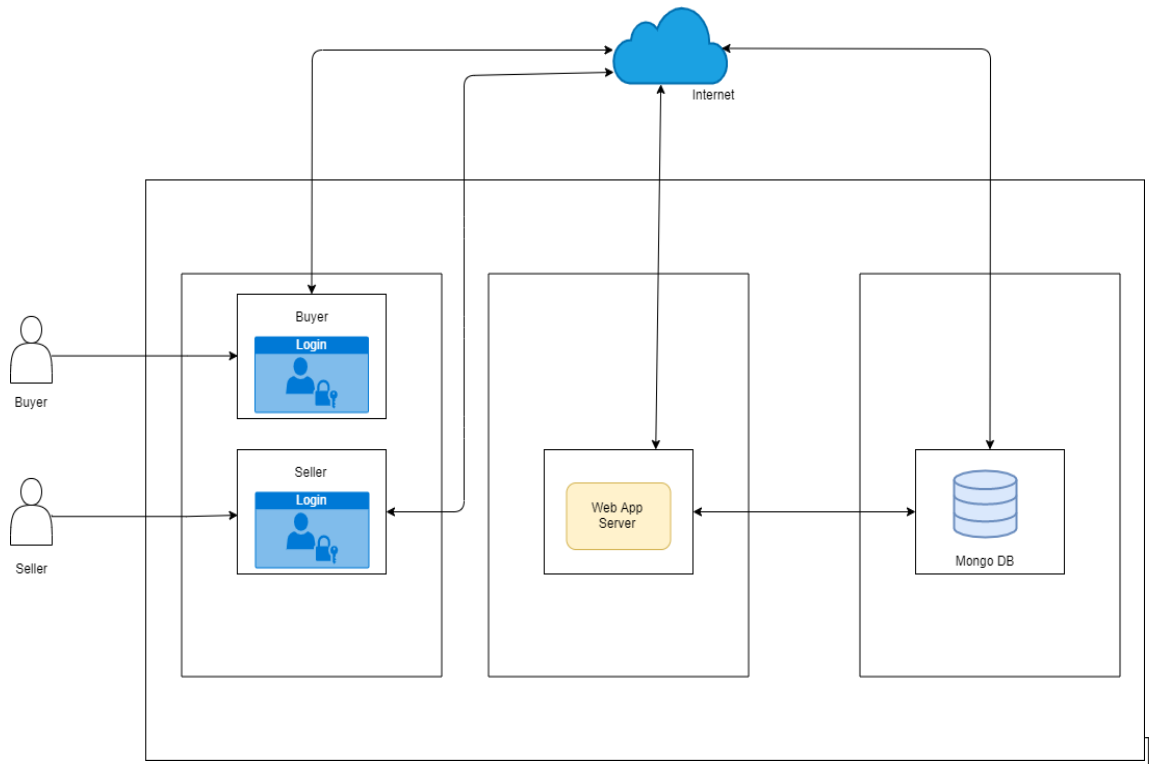 Internet
Buyer
Login
Buyer
Seller
Login
Seller
Web App
Server
Mongo DB